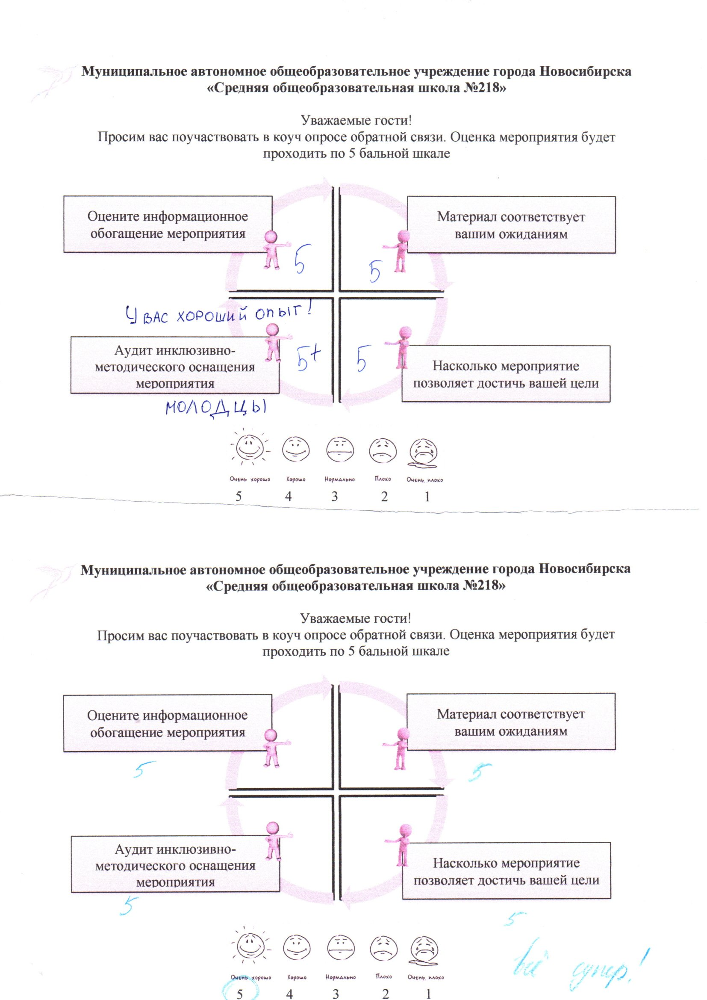 Муниципальное автономное общеобразовательное учреждение города Новосибирска
«Средняя общеобразовательная школа №218»
Уважаемые гости!
Просим вас поучаствовать в коуч опросе обратной связи. Оценка мероприятия будет
проходить по 5 бальной шкале
Оцените информационное
обогащение мероприятия
5
Материал соответствует
вашим ожиданиям
5
У ВАС ХОРОШИЙ ОПЫТ!
Аудит инклюзивно-
методического оснащения
мероприятия
5+
МОЛОДЦЫ
Насколько мероприятие
позволяет достичь вашей цели
5
Очень хорошо Хорошо Нормально Плохо Очень плохо
5 4 3 2 1
Муниципальное автономное общеобразовательное учреждение города Новосибирска
«Средняя общеобразовательная школа №218»
Уважаемые гости!
Просим вас поучаствовать в коуч опросе обратной связи. Оценка мероприятия будет
проходить по 5 бальной шкале
Оцените информационное
обогащение мероприятия
5
Материал соответствует
вашим ожиданиям
5
Аудит инклюзивно-
методического оснащения
мероприятия
5
Насколько мероприятие
позволяет достичь вашей цели
5
всё супер!
Очень хорошо Хорошо Нормально Плохо Очень плохо
5 4 3 2 1